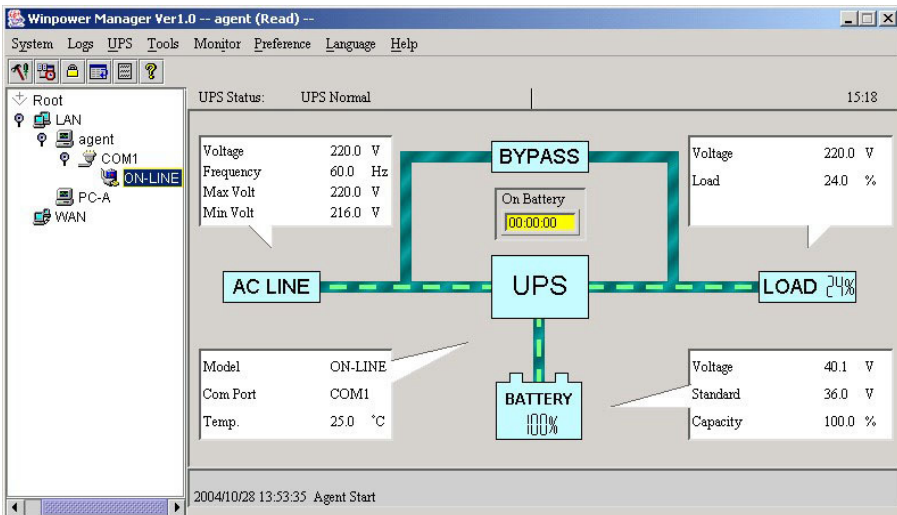 Winpower Manager Ver1.0 -- agent (Read) --
System Logs UPS Tools Monitor Preference Language Help
Root
LAN
agent
COM1
ON-LINE
PC-A
WAN
UPS Status: UPS Normal 15:18
Voltage 220.0 V
Frequency 60.0 Hz
Max Volt 220.0 V
Min Volt 216.0 V
BYPASS
On Battery
00:00:00
Voltage 220.0 V
Load 24.0 %
AC LINE
UPS
LOAD 24%
Model ON-LINE
Com Port COM1
Temp. 25.0 °C
BATTERY
100%
Voltage 40.1 V
Standard 36.0 V
Capacity 100.0 %
2004/10/28 13:53:35 Agent Start